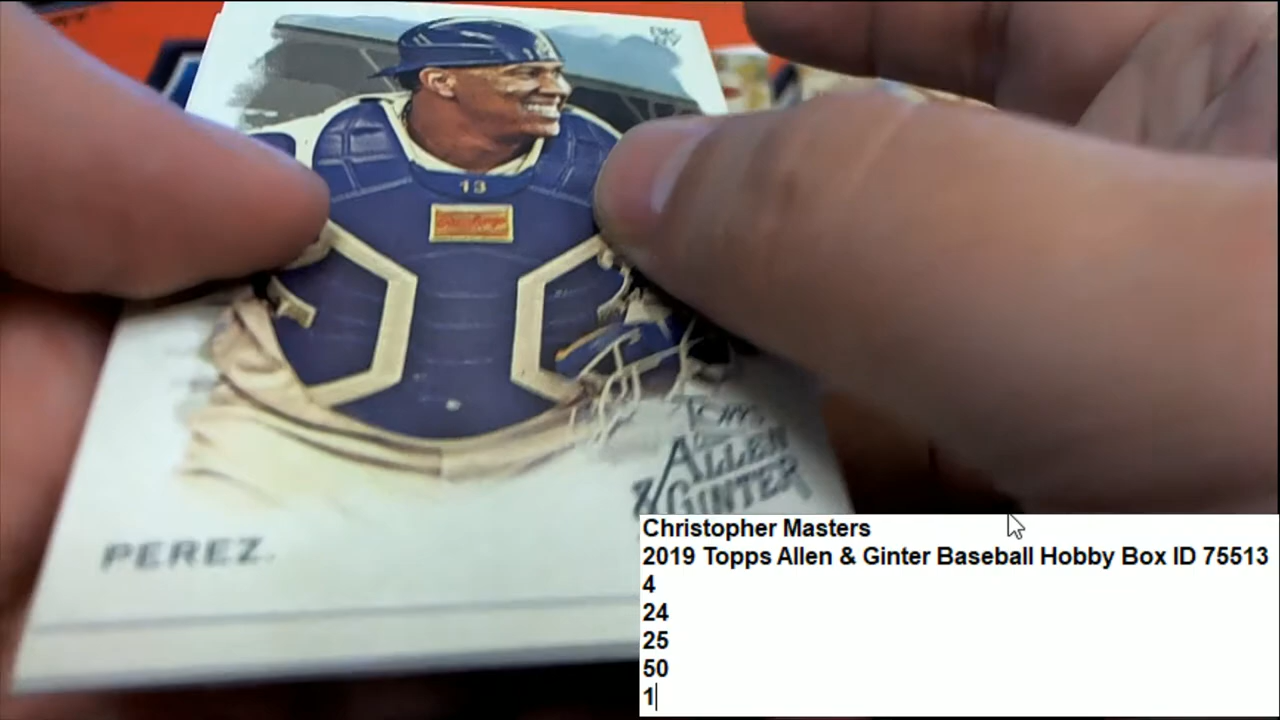 13
TOPPS
ALLEN
& GINTER
PEREZ
Christopher Masters
2019 Topps Allen & Ginter Baseball Hobby Box ID 75513
4
24
25
50
1